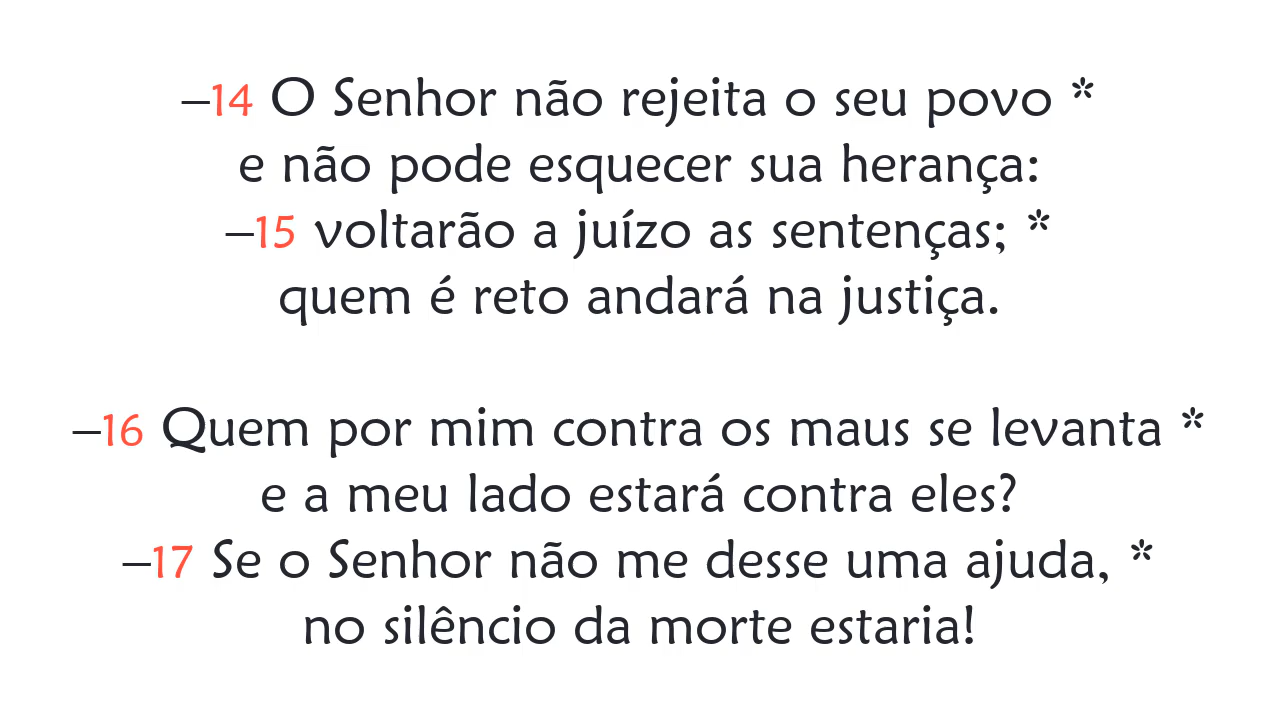 –14 O Senhor não rejeita o seu povo *
e não pode esquecer sua herança:
–15 voltarão a juízo as sentenças; *
quem é reto andará na justiça.
–16 Quem por mim contra os maus se levanta *
e a meu lado estará contra eles?
–17 Se o Senhor não me desse uma ajuda, *
no silêncio da morte estaria!